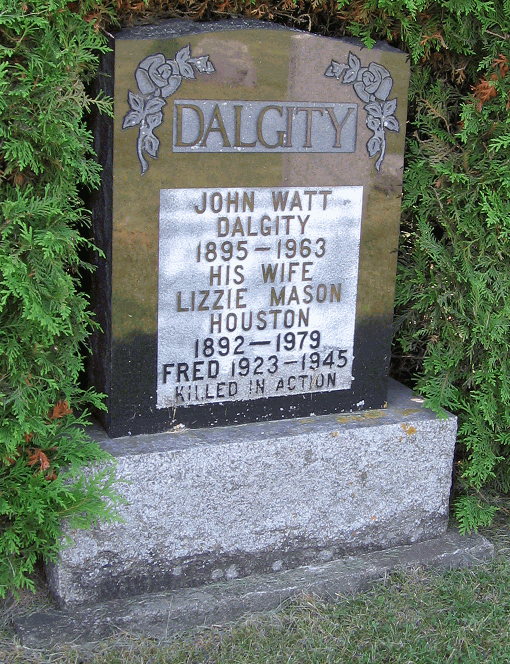 DALGITY
JOHN WATT
DALGITY
1895—1963
HIS WIFE
LIZZIE MASON
HOUSTON
1892—1979
FRED 1923—1945
KILLED IN ACTION